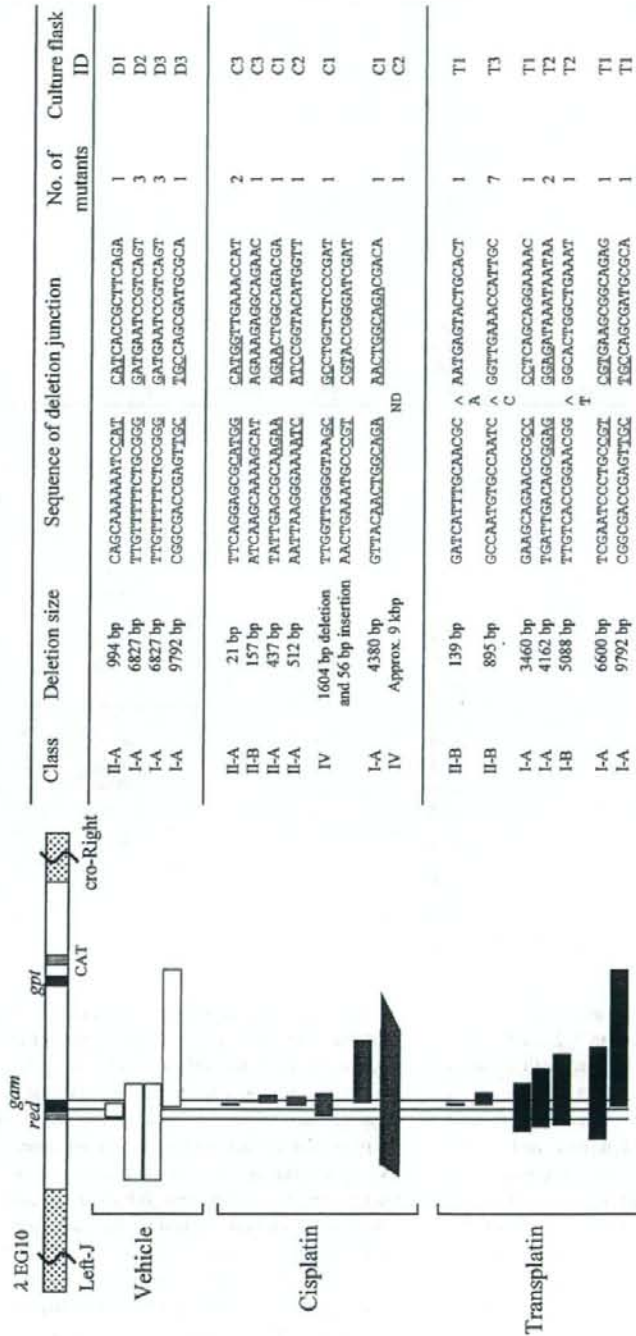 λ EG10
gam
red
gpt
Left-J
CAT
cro-Right
Class Deletion size Sequence of deletion junction No. of mutants Culture flask ID
Vehicle
II-A 994 bp CAGCAAAAAATCCAT CATCACCGCTTCAGA 1 D1
I-A 6827 bp TTGTTTTTCTGCGGG GATGAATCCGTCAGT 3 D2
I-A 6827 bp TTGTTTTTCTGCGGG GATGAATCCGTCAGT 3 D3
I-A 9792 bp CGGCGACCGAGTTGC TGCCAGCGATGCGCA 1 D3
Cisplatin
II-A 21 bp TTCAGGAGCGCATGG CATGGTTGAAACCAT 2 C3
II-B 157 bp ATCAAGCAAAAGCAT AGAAAGAGGCAGAAC 1 C3
II-A 437 bp TATTGAGCGCAAGAA AGAACTGGCAGACGA 1 C1
II-A 512 bp AATTAAGGGAAAATC ATCCGGTACATGGTT 1 C2
IV 1604 bp deletion TTGGTTGGGGTAAGC GCCTGCTCTCCCGAT 1 C1
and 56 bp insertion AACTGAAATGCCCGT CGTACCGGGATCGAT
I-A 4380 bp GTTACAACTGGCAGA AACTGGCAGACGACA 1 C1
IV Approx. 9 kbp ND 1 C2
Transplatin
II-B 139 bp GATCATTTGCAACGC ^ AATGAGTACTGCACT 1 T1
A
II-B 895 bp GCCAATGTGCCAATC ^ GGTTGAAACCATTGC 7 T3
C
I-A 3460 bp GAAGCAGAACGCGCC CCTCAGCAGGAAAAC 1 T1
I-A 4162 bp TGATTGACAGCGGAG GGAGATAAATAATAA 2 T2
I-B 5088 bp TTGTCACCGGAACGG ^ GGCACTGGCTGAAAT 1 T2
T
I-A 6600 bp TCGAATCCCTGCCGT CGTGAAGCGGCAGAG 1 T1
I-A 9792 bp CGGCGACCGAGTTGC TGCCAGCGATGCGCA 1 T1